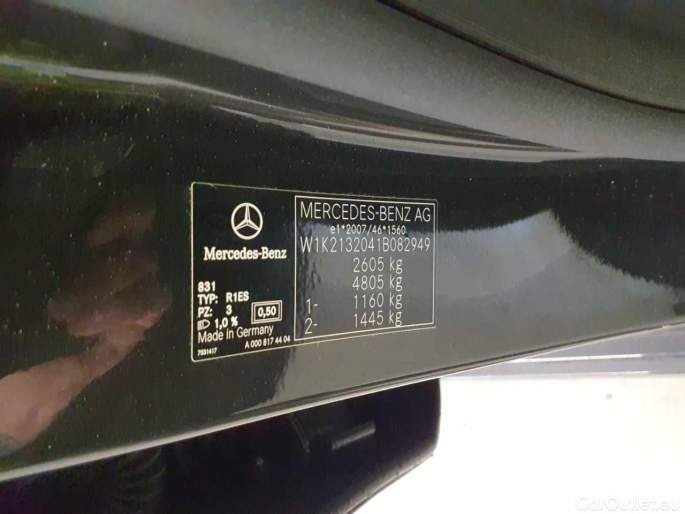 Mercedes-Benz
831
TYP: R1ES
PZ: 3
0,50
1,0 %
Made in Germany
7531417
A 000 817 44 04
MERCEDES-BENZ AG
e1*2007/46*1560
W1K2132041B082949
2605 kg
4805 kg
1- 1160 kg
2- 1445 kg
CarOutlet.eu